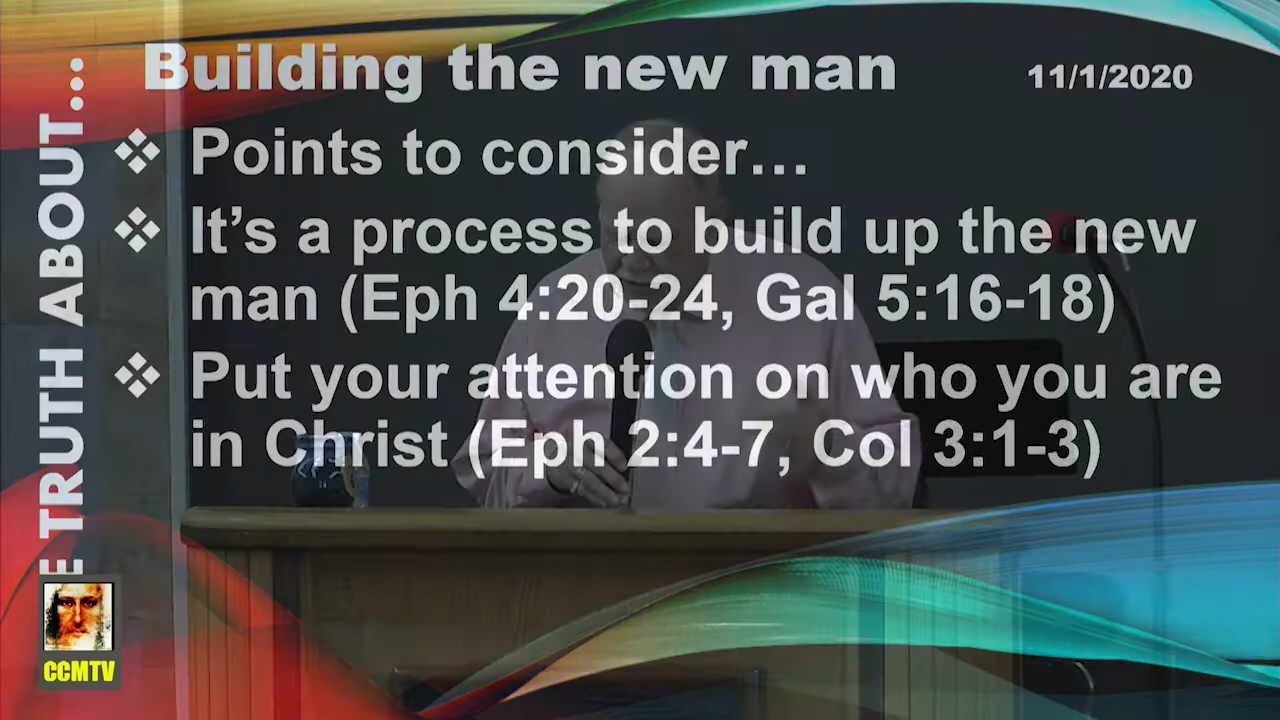 Building the new man
11/1/2020
❖ Points to consider…
❖ It’s a process to build up the new
man (Eph 4:20-24, Gal 5:16-18)
❖ Put your attention on who you are
in Christ (Eph 2:4-7, Col 3:1-3)
E TRUTH ABOUT…
CCMTV